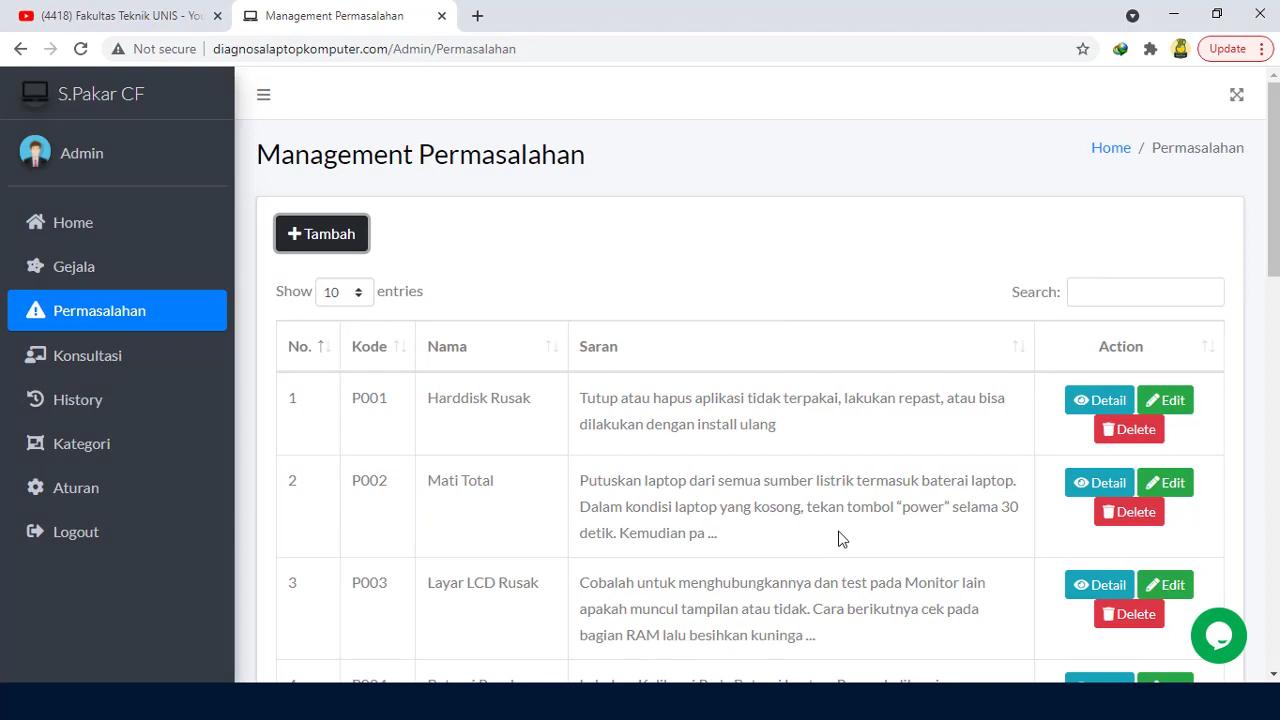 (4418) Fakultas Teknik UNIS - You
Management Permasalahan
Not secure
diagnosalaptopkomputer.com/Admin/Permasalahan
Update
S.Pakar CF
Admin
Home
Gejala
Permasalahan
Konsultasi
History
Kategori
Aturan
Logout
Management Permasalahan
Home / Permasalahan
Tambah
Show 10 entries
Search:
No. Kode Nama Saran Action
1 P001 Harddisk Rusak Tutup atau hapus aplikasi tidak terpakai, lakukan repast, atau bisa Detail Edit
dilakukan dengan install ulang Delete
2 P002 Mati Total Putuskan laptop dari semua sumber listrik termasuk baterai laptop. Detail Edit
Dalam kondisi laptop yang kosong, tekan tombol “power” selama 30 Delete
detik. Kemudian pa ...
3 P003 Layar LCD Rusak Cobalah untuk menghubungkannya dan test pada Monitor lain Detail Edit
apakah muncul tampilan atau tidak. Cara berikutnya cek pada Delete
bagian RAM lalu besihkan kuninga ...